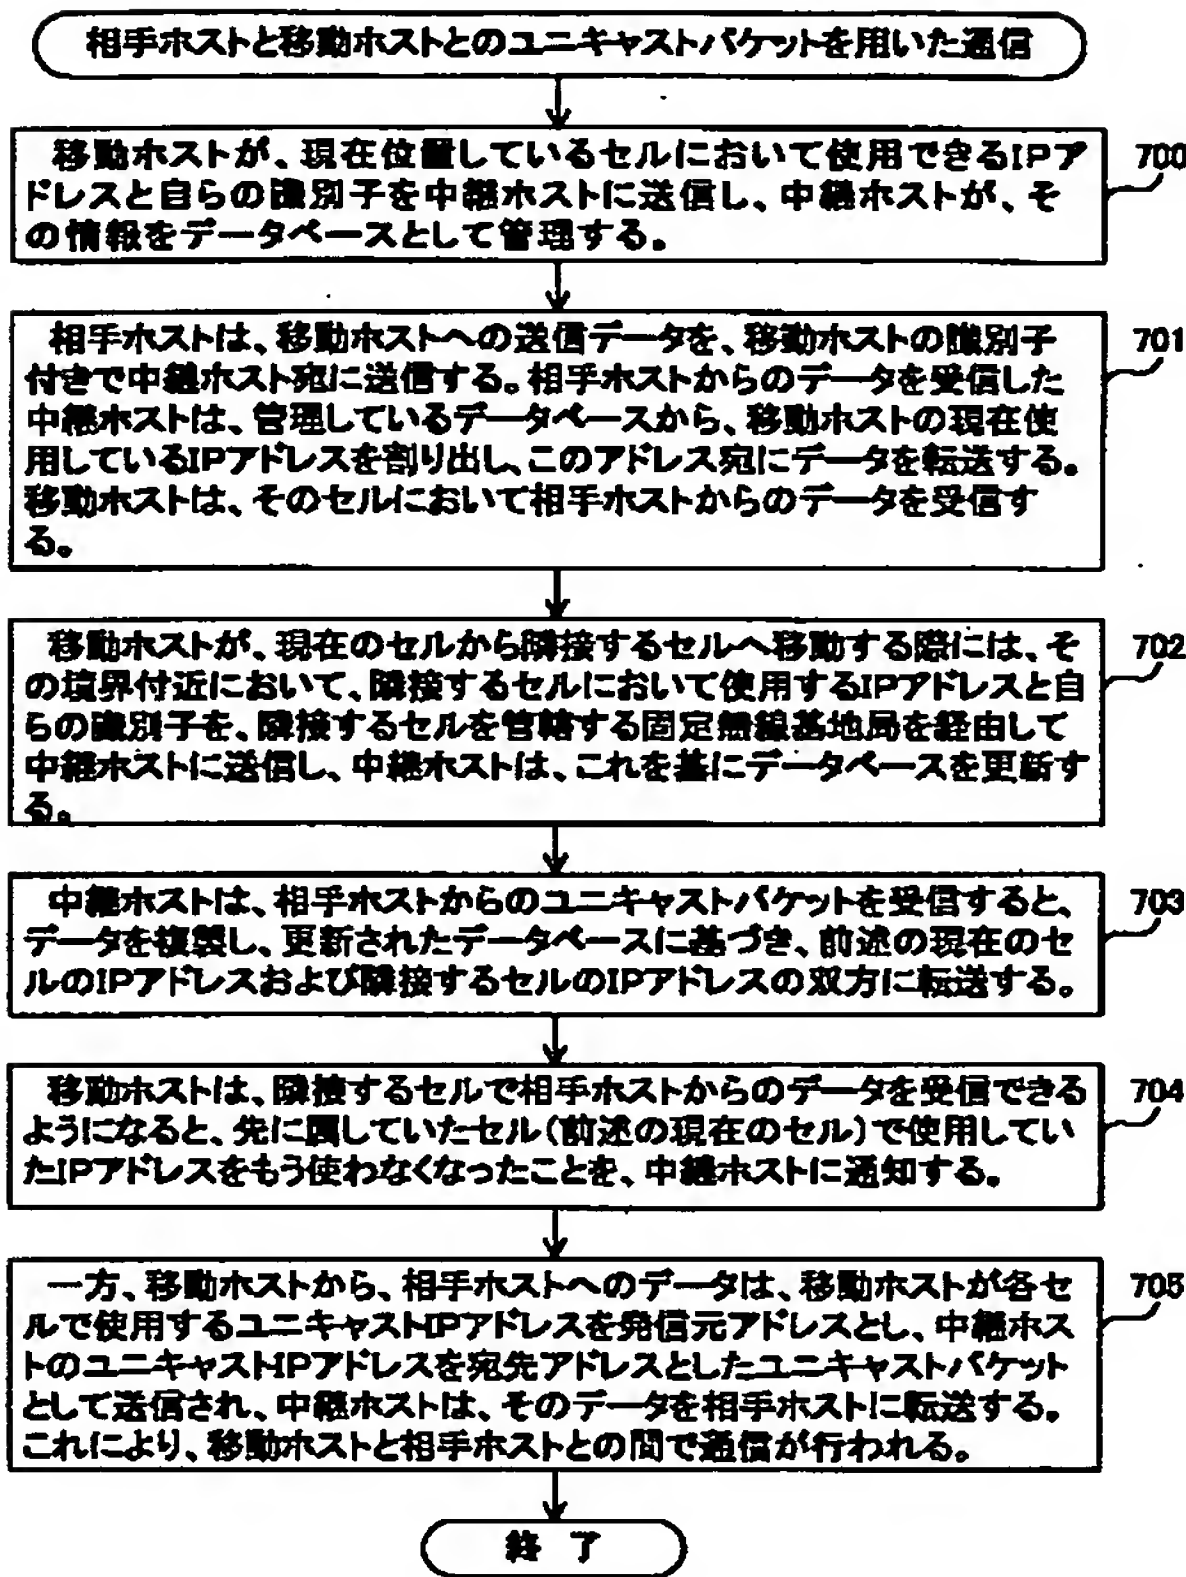 相手ホストと移動ホストとのユニキャストパケットを用いた通信
移動ホストが、現在位置しているセルにおいて使用できるIPア
ドレスと自らの識別子を中継ホストに送信し、中継ホストが、そ
の情報をデータベースとして管理する。
700
相手ホストは、移動ホストへの送信データを、移動ホストの識別子
付きで中継ホスト宛に送信する。相手ホストからのデータを受信した
中継ホストは、管理しているデータベースから、移動ホストの現在使
用しているIPアドレスを割り出し、このアドレス宛にデータを転送する。
移動ホストは、そのセルにおいて相手ホストからのデータを受信す
る。
701
移動ホストが、現在のセルから隣接するセルへ移動する際には、そ
の境界付近において、隣接するセルにおいて使用するIPアドレスと自
らの識別子を、隣接するセルを管轄する固定無線基地局を経由して
中継ホストに送信し、中継ホストは、これを基にデータベースを更新す
る。
702
中継ホストは、相手ホストからのユニキャストパケットを受信すると、
データを複製し、更新されたデータベースに基づき、前述の現在のセ
ルのIPアドレスおよび隣接するセルのIPアドレスの双方に転送する。
703
移動ホストは、隣接するセルで相手ホストからのデータを受信できる
ようになると、先に属していたセル(前述の現在のセル)で使用してい
たIPアドレスをもう使わなくなったことを、中継ホストに通知する。
704
一方、移動ホストから、相手ホストへのデータは、移動ホストが各セ
ルで使用するユニキャストIPアドレスを発信元アドレスとし、中継ホス
トのユニキャストIPアドレスを宛先アドレスとしたユニキャストパケット
として送信され、中継ホストは、そのデータを相手ホストに転送する。
これにより、移動ホストと相手ホストとの間で通信が行われる。
705
終 了